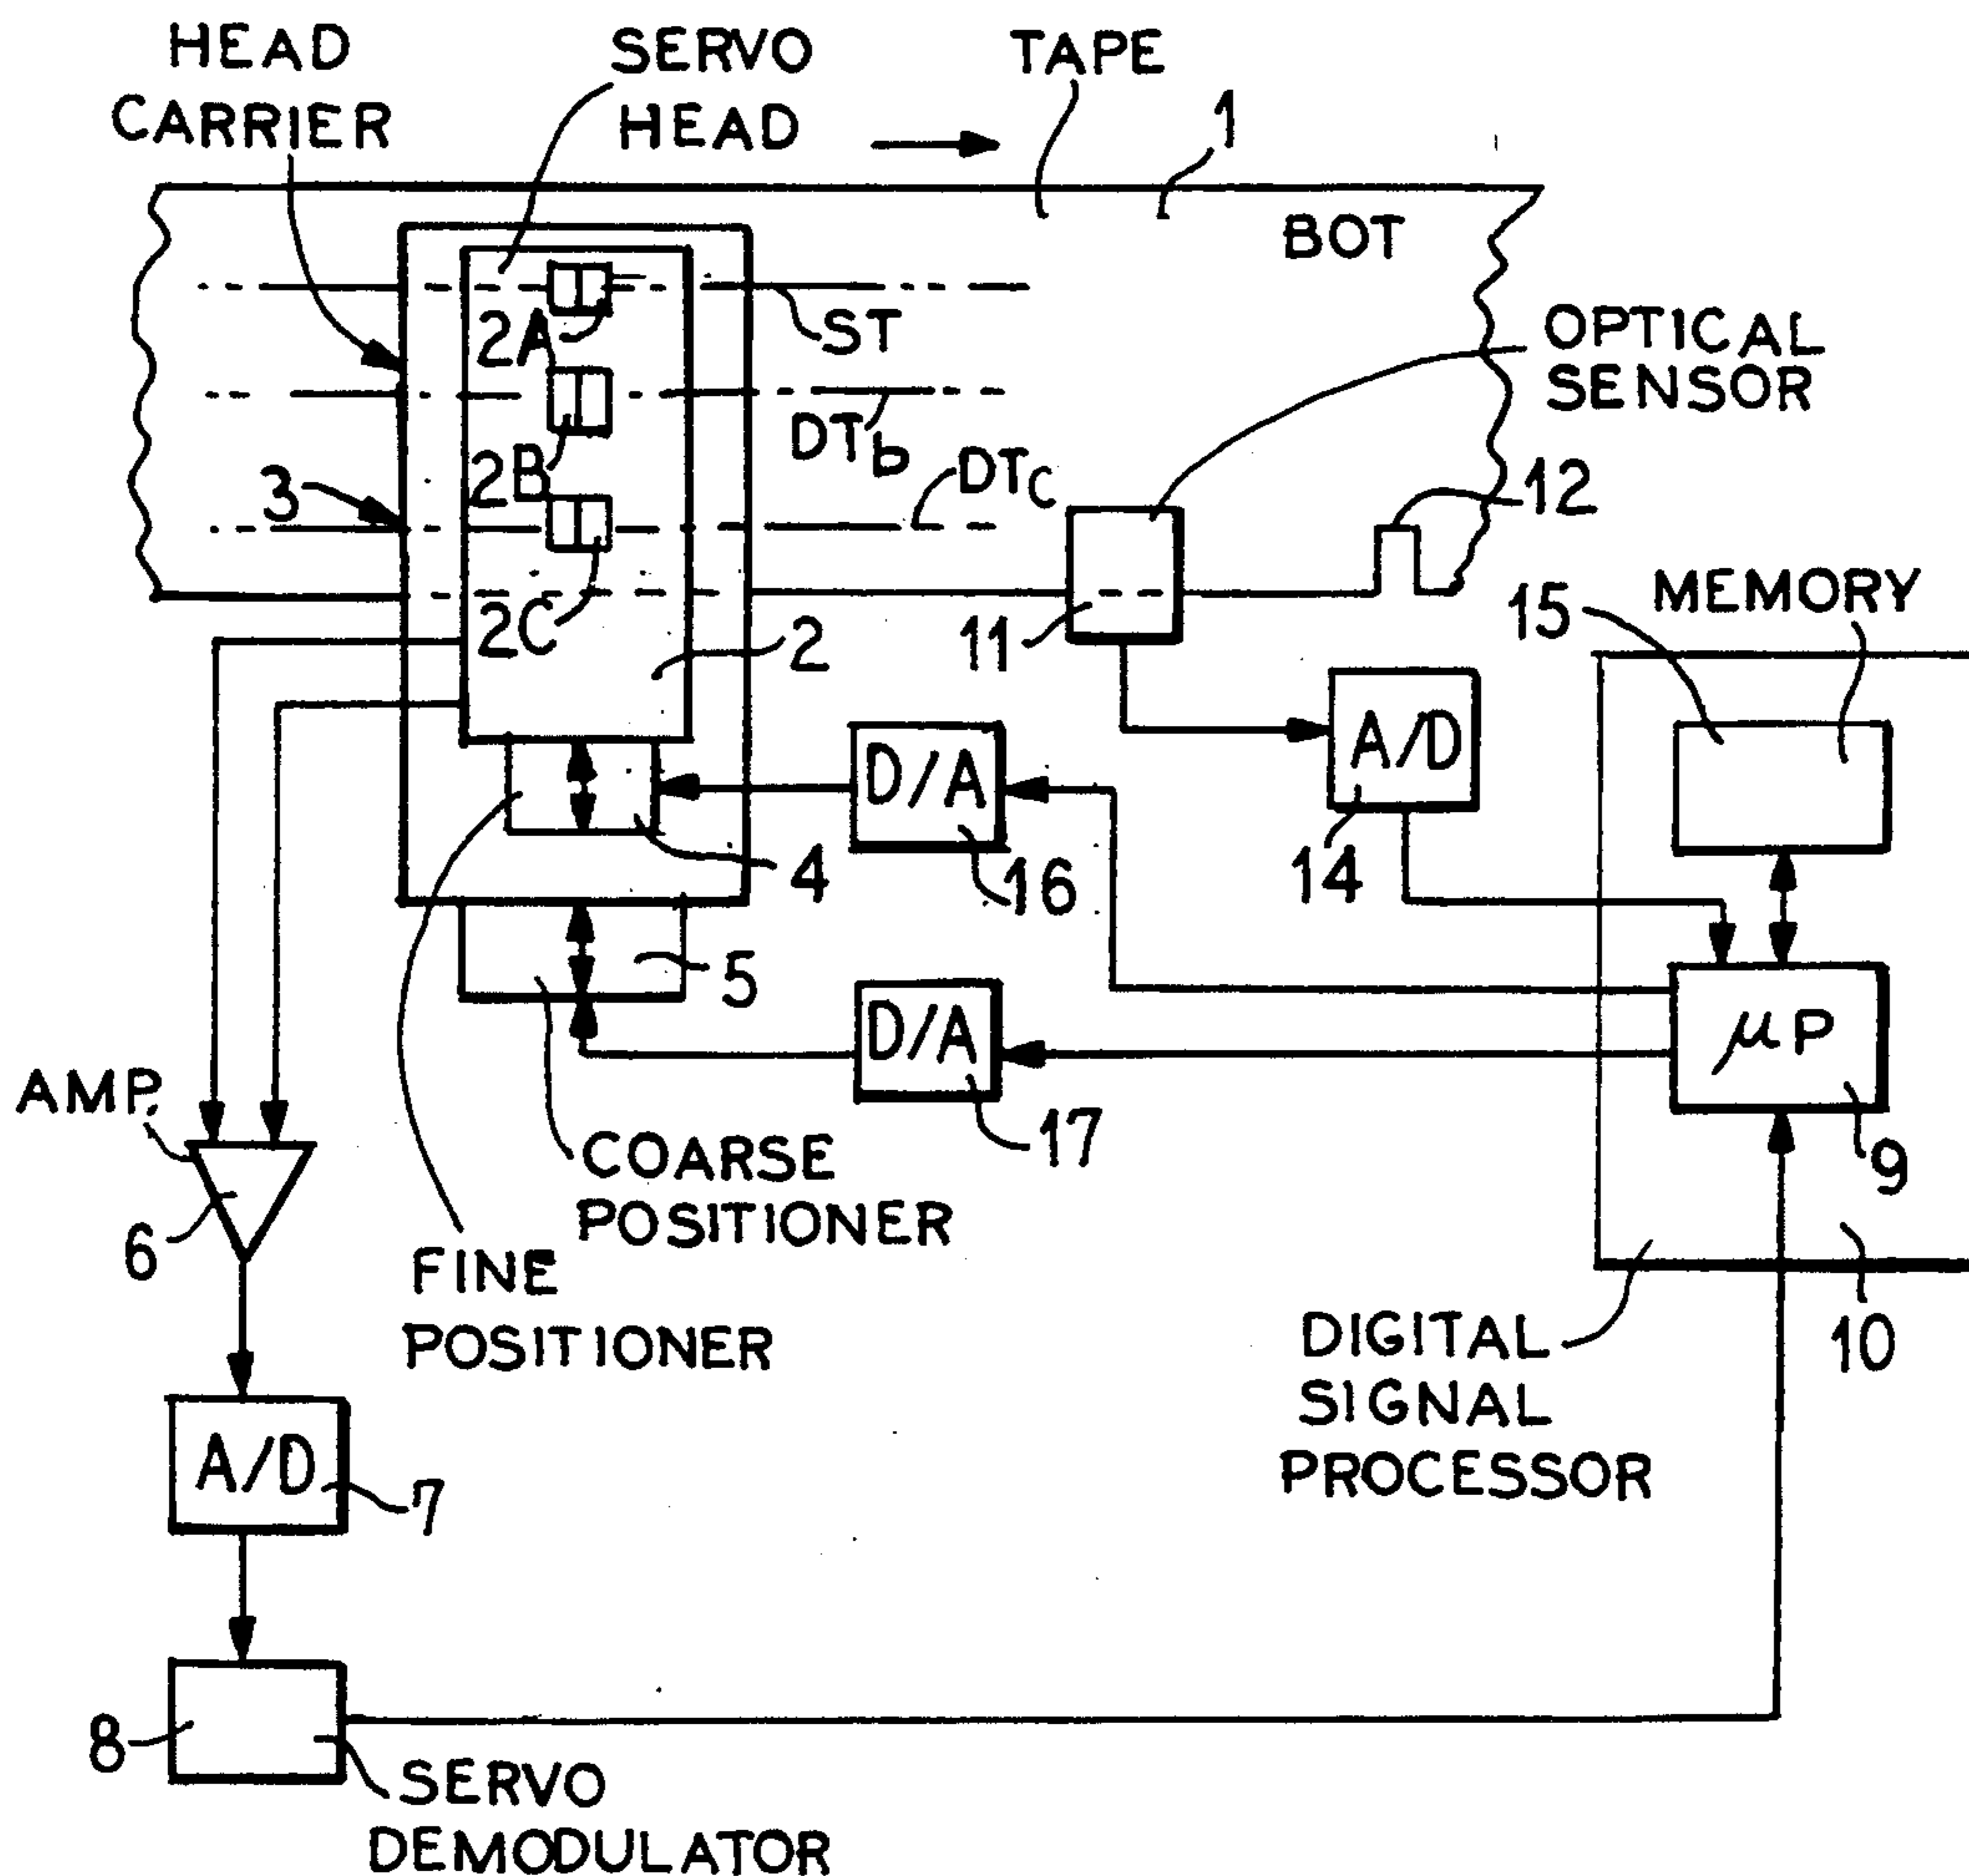 HEAD
CARRIER
SERVO
HEAD
TAPE
1
BOT
2A
ST
OPTICAL
SENSOR
DTb
2B
DTC
3
12
2C
2
11
15
MEMORY
A/D
D/A
4
16
14
5
D/A
µP
AMP.
17
9
COARSE
POSITIONER
6
FINE
POSITIONER
10
DIGITAL
SIGNAL
PROCESSOR
A/D
7
8
SERVO
DEMODULATOR